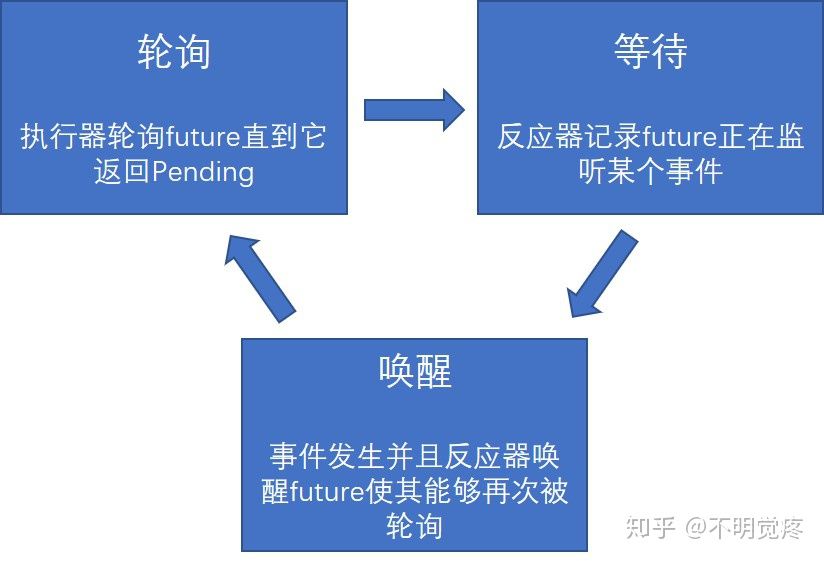 轮询
执行器轮询future直到它
返回Pending
等待
反应器记录future正在监
听某个事件
唤醒
事件发生并且反应器唤
醒future使其能够再次被
轮询
知乎 @不明觉疼